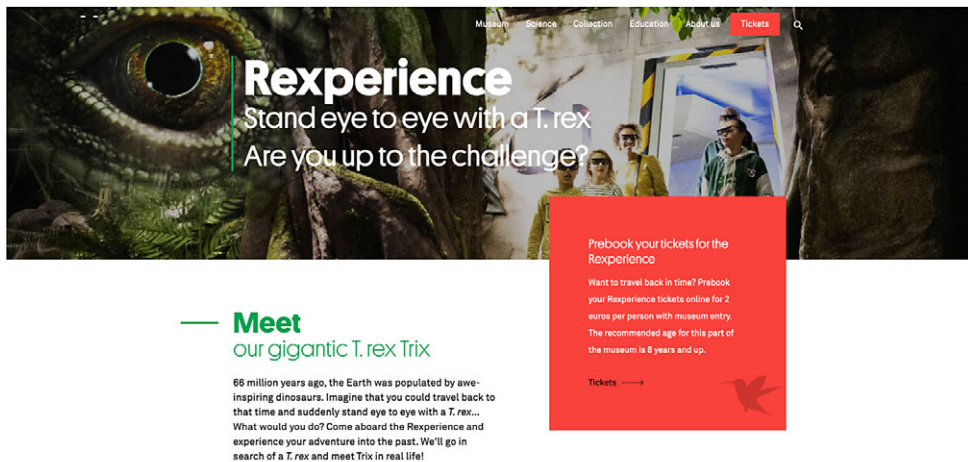 Museum Science Collection Education About us Tickets
Rexperience
Stand eye to eye with a T. rex
Are you up to the challenge?
Prebook your tickets for the
Rexperience
Want to travel back in time? Prebook
your Rexperience tickets online for 2
euros per person with museum entry.
The recommended age for this part
of the museum is 8 years and up.
Tickets
Meet
our gigantic T. rex Trix
66 million years ago, the Earth was populated by awe-
inspiring dinosaurs. Imagine that you could travel back to
that time and suddenly stand eye to eye with a T. rex...
What would you do? Come aboard the Rexperience and
experience your adventure into the past. We'll go in
search of a T. rex and meet Trix in real life!